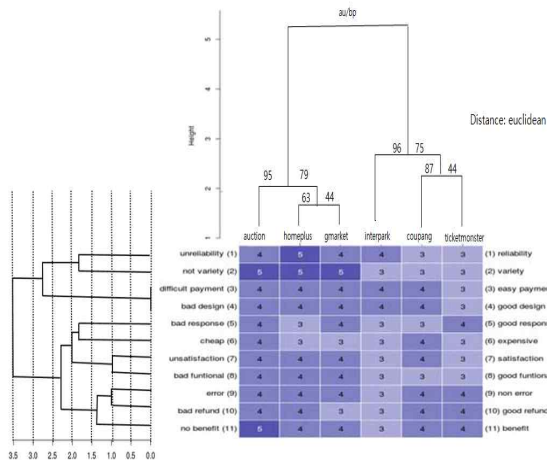 au/bp
5
4
3
2
1
Height
Distance: euclidean
96 75
95 79
87 44
63 44
auction homeplus gmarket interpark coupang ticketmonster
unreliability (1) 4 5 4 4 3 3 (1) reliability
not variety (2) 5 5 5 3 3 3 (2) variety
difficult payment (3) 4 4 4 4 4 3 (3) easy payme
bad design (4) 4 4 4 4 4 3 (4) good design
bad response (5) 4 3 4 3 3 4 (5) good respo
cheap (6) 4 3 3 3 4 3 (6) expensive
unsatisfaction (7) 4 4 4 3 4 3 (7) satisfaction
bad funtional (8) 4 4 4 3 3 3 (8) good funtion
error (9) 4 4 4 3 4 4 (9) non error
bad refund (10) 4 4 3 3 4 4 (10) good refund
no benefit (11) 5 4 4 3 4 4 (11) benefit
3.5 3.0 2.5 2.0 1.5 1.0 0.5 0.0